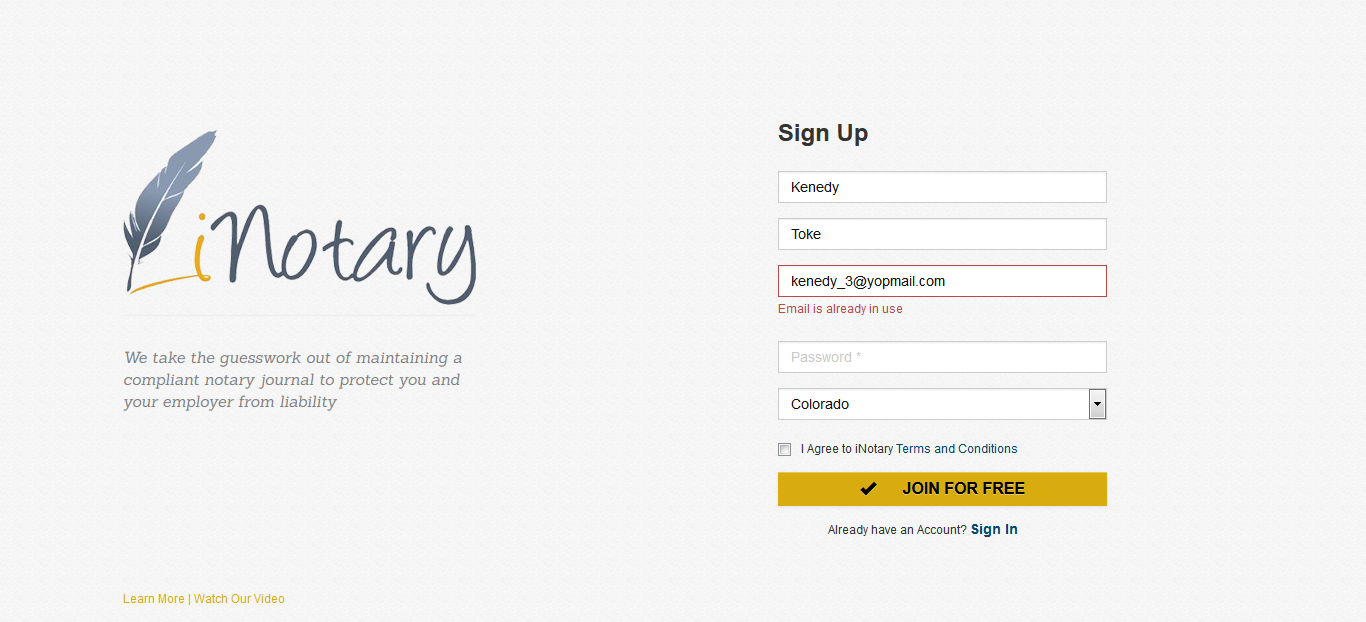 iNotary
We take the guesswork out of maintaining a
compliant notary journal to protect you and
your employer from liability
Learn More | Watch Our Video
Sign Up
Kenedy
Toke
kenedy_3@yopmail.com
Email is already in use
Password *
Colorado
I Agree to iNotary Terms and Conditions
JOIN FOR FREE
Already have an Account? Sign In